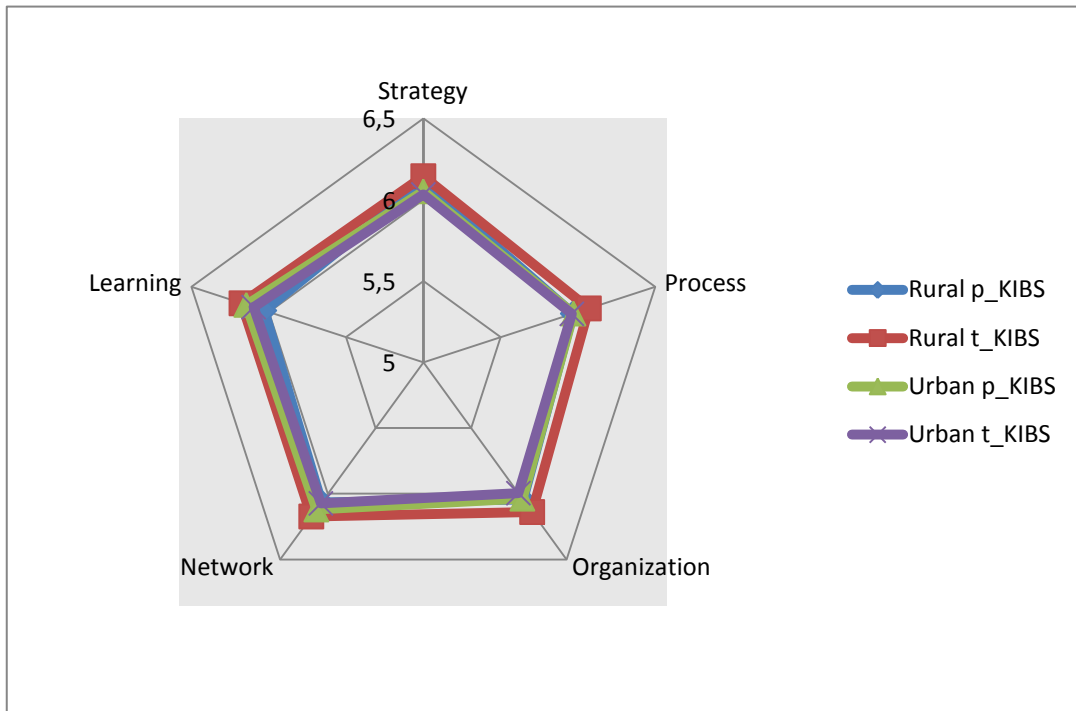 Strategy
6,5
6
5,5
5
Learning
Process
Network
Organization
Rural p_KIBS
Rural t_KIBS
Urban p_KIBS
Urban t_KIBS